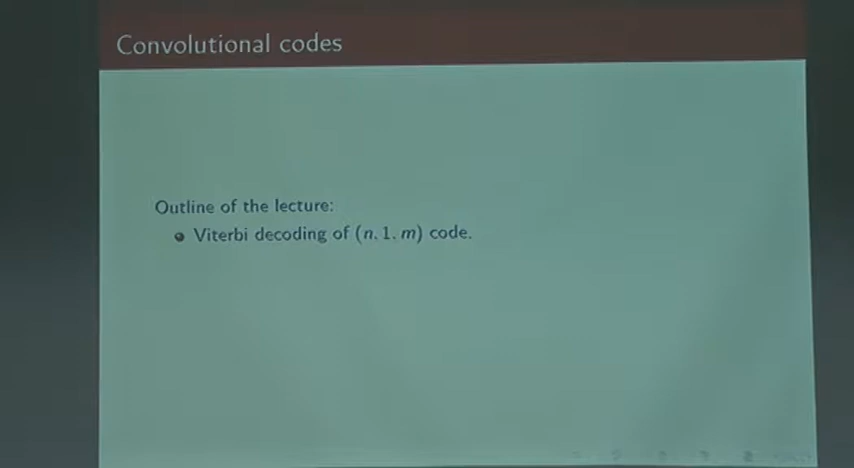 Convolutional codes
Outline of the lecture:
Viterbi decoding of (n, 1, m) code.